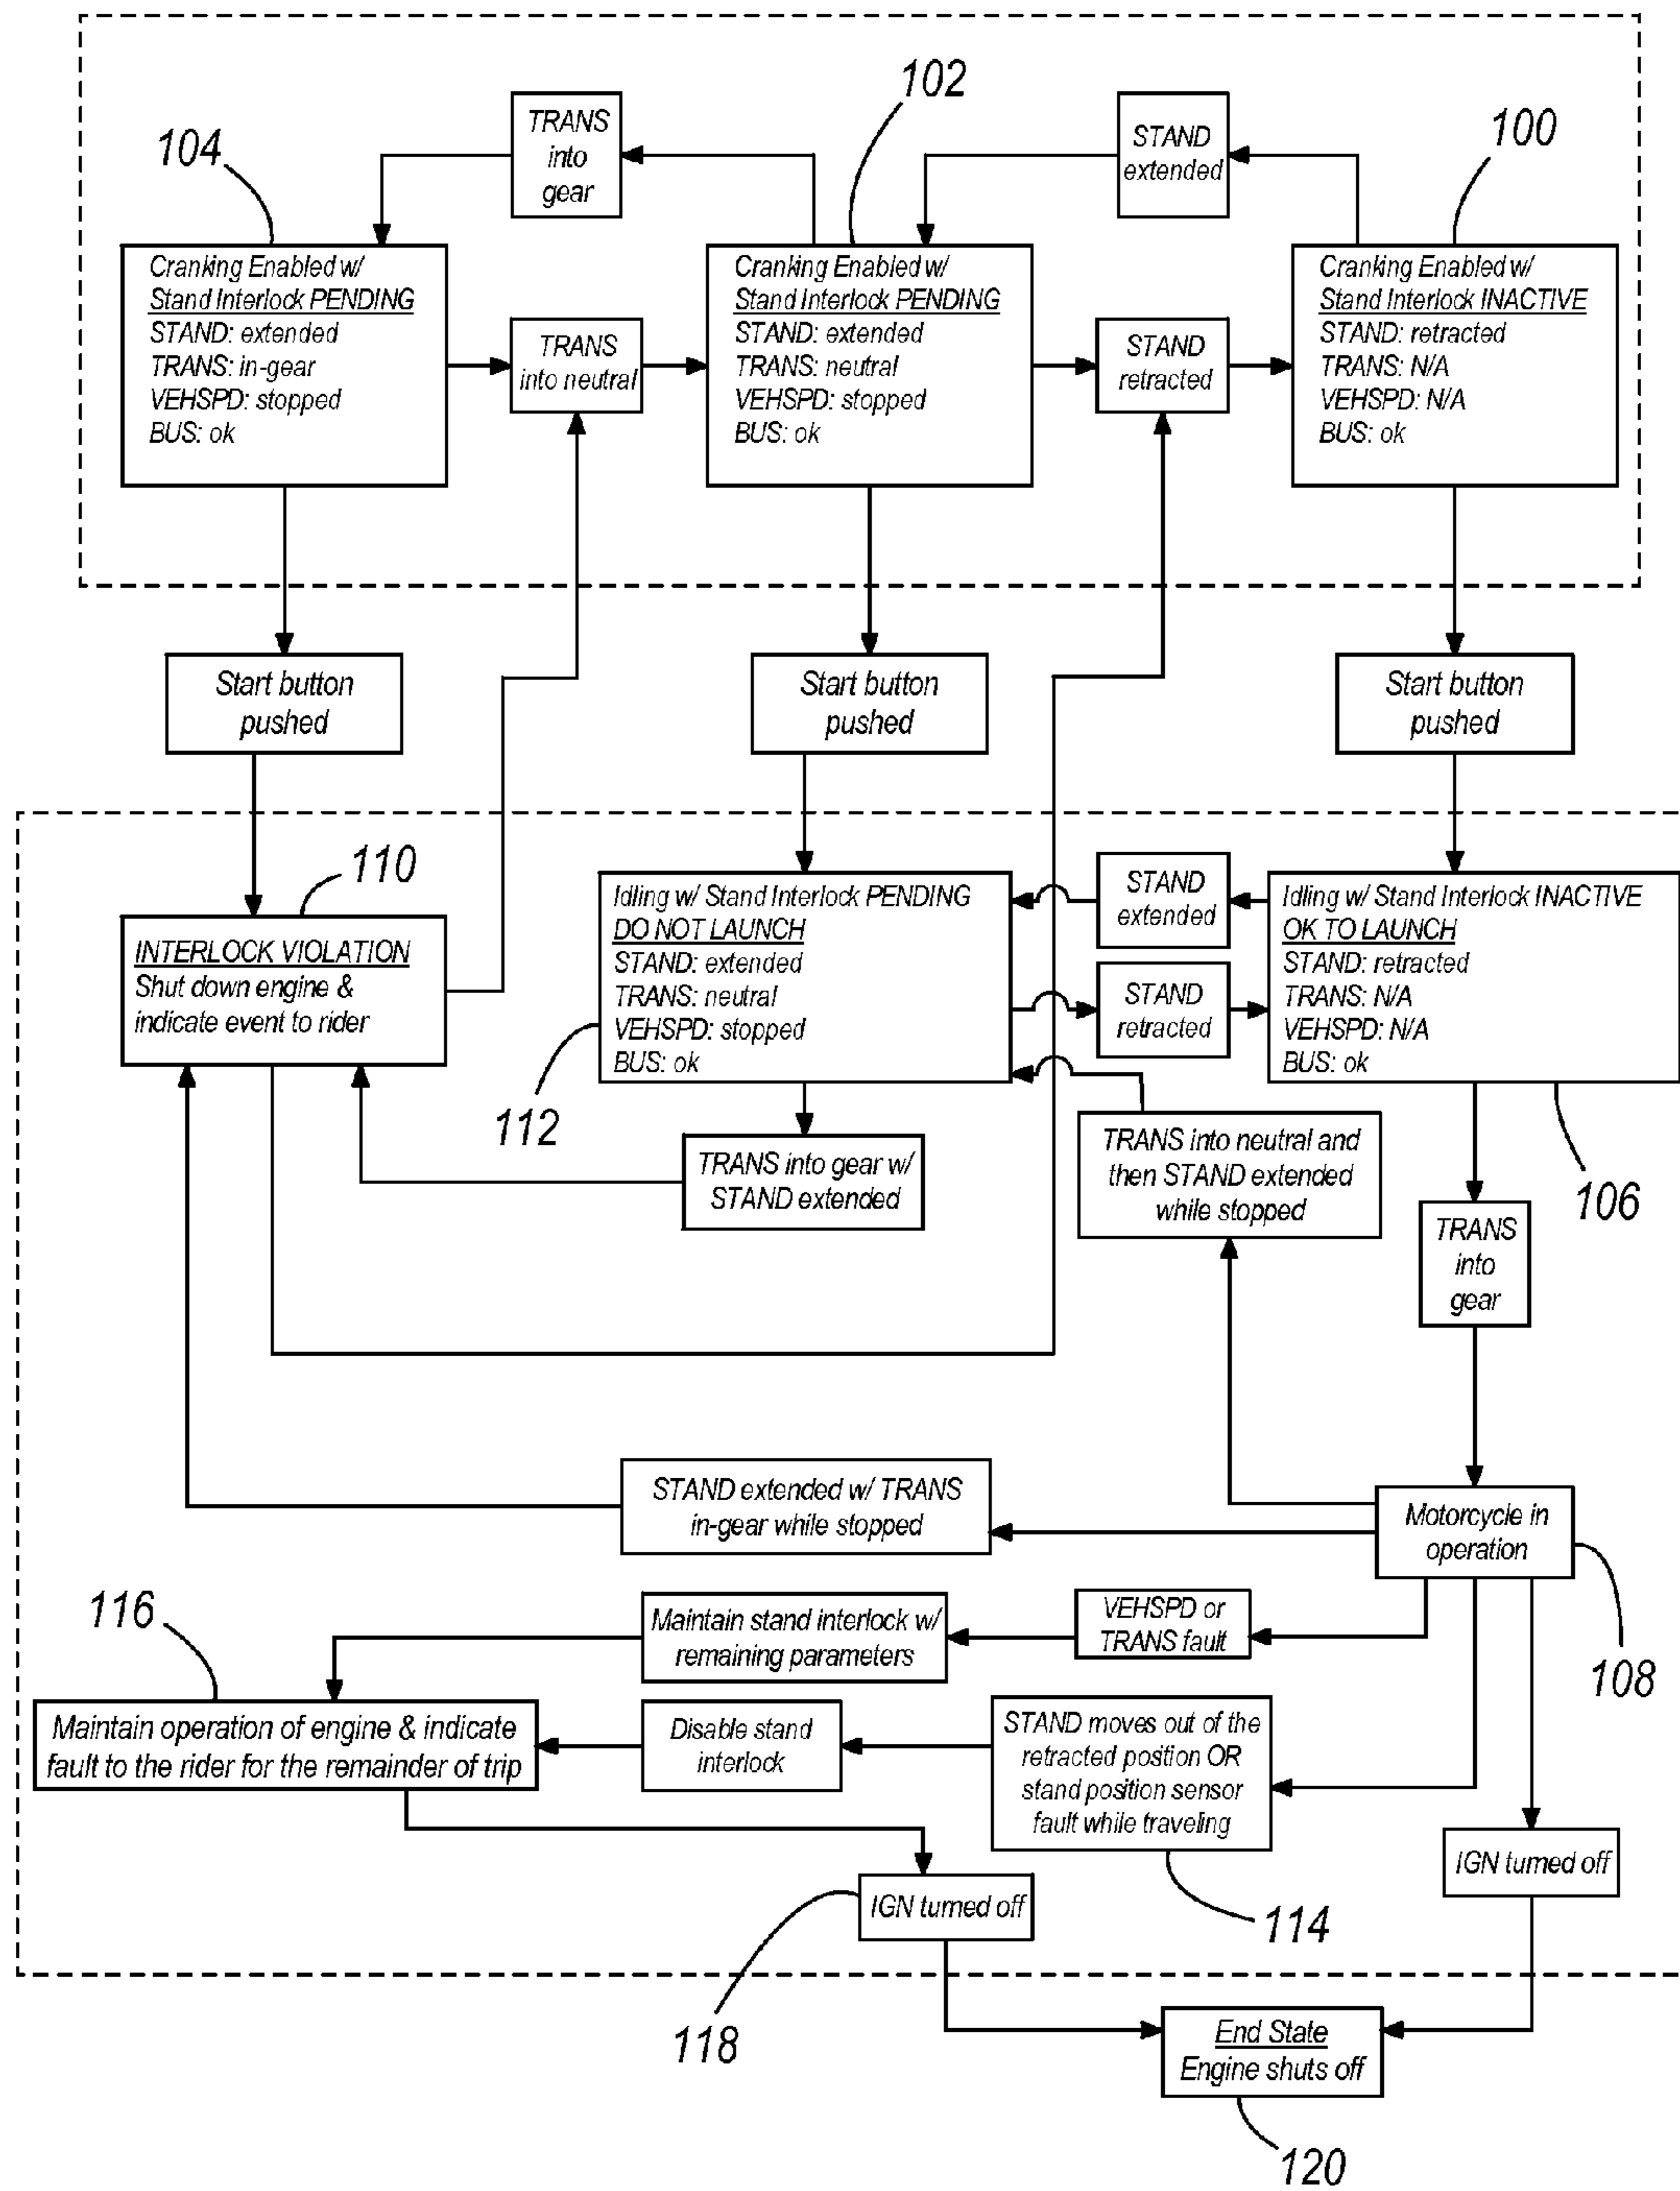 102
TRANS
into
gear
STAND
extended
100
104
Cranking Enabled w/
Stand Interlock PENDING
STAND: extended
TRANS: in-gear
VEHSPD: stopped
BUS: ok
TRANS
into neutral
Cranking Enabled w/
Stand Interlock PENDING
STAND: extended
TRANS: neutral
VEHSPD: stopped
BUS: ok
STAND
retracted
Cranking Enabled w/
Stand Interlock INACTIVE
STAND: retracted
TRANS: N/A
VEHSPD: N/A
BUS: ok
Start button
pushed
Start button
pushed
Start button
pushed
110
INTERLOCK VIOLATION
Shut down engine &
indicate event to rider
Idling w/ Stand Interlock PENDING
DO NOT LAUNCH
STAND: extended
TRANS: neutral
VEHSPD: stopped
BUS: ok
STAND
extended
STAND
retracted
Idling w/ Stand Interlock INACTIVE
OK TO LAUNCH
STAND: retracted
TRANS: N/A
VEHSPD: N/A
BUS: ok
112
TRANS into gear w/
STAND extended
TRANS into neutral and
then STAND extended
while stopped
106
TRANS
into
gear
STAND extended w/ TRANS
in-gear while stopped
Motorcycle in
operation
116
Maintain stand interlock w/
remaining parameters
VEHSPD or
TRANS fault
108
Maintain operation of engine & indicate
fault to the rider for the remainder of trip
Disable stand
interlock
STAND moves out of the
retracted position OR
stand position sensor
fault while traveling
IGN turned off
IGN turned off
114
118
End State
Engine shuts off
120